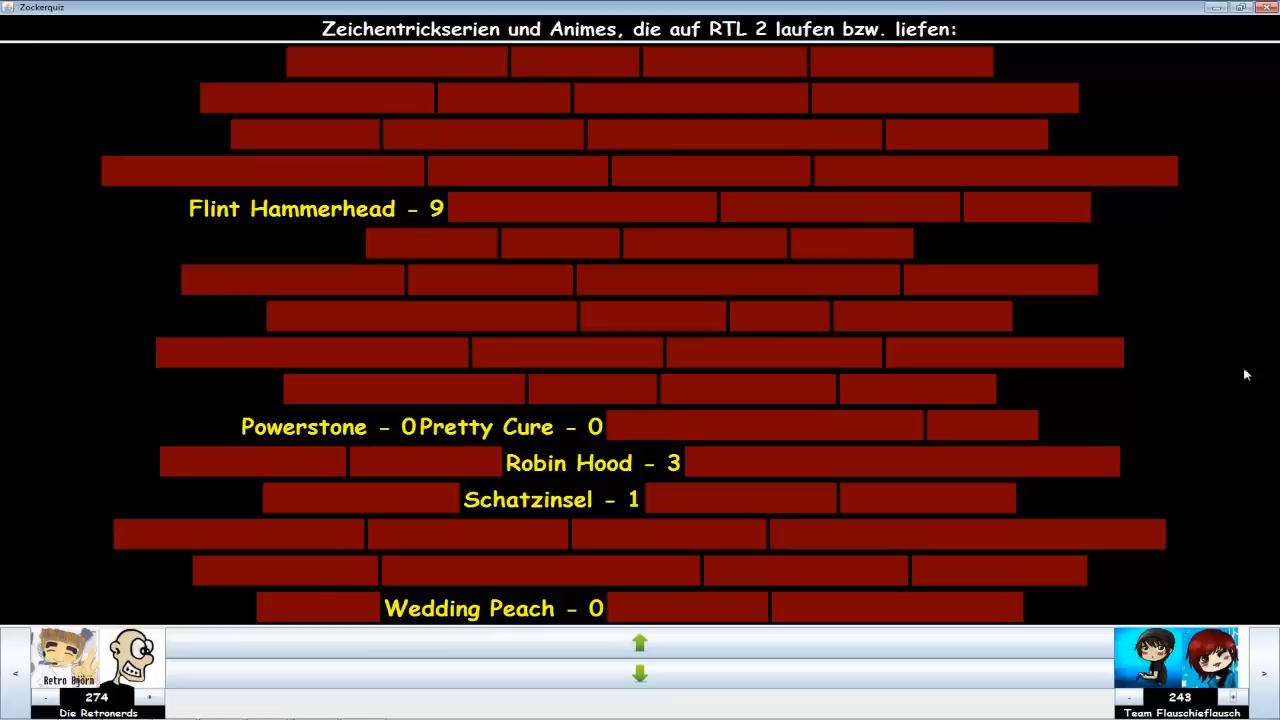 Zockerquiz
Zeichentrickserien und Animes, die auf RTL 2 laufen bzw. liefen:
Flint Hammerhead - 9
Powerstone - 0 Pretty Cure - 0
Robin Hood - 3
Schatzinsel - 1
Wedding Peach - 0
Retro Björn
< - 274 + - 243 + >
Die Retronerds Team Flauschieflausch